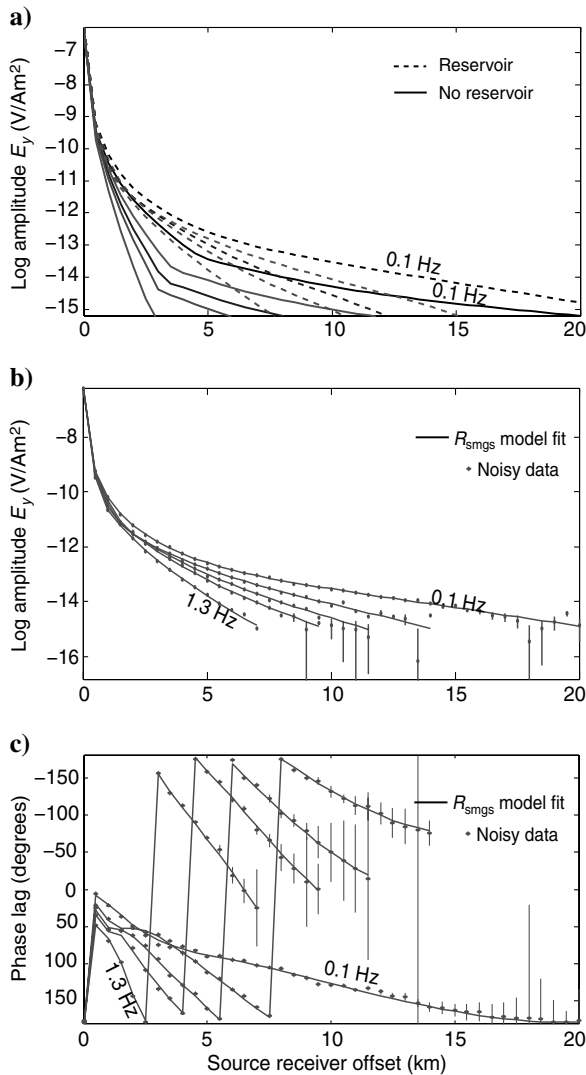 a)
Log amplitude Ey (V/Am²)
−7
−8
−9
−10
−11
−12
−13
−14
−15
Reservoir
No reservoir
0.1 Hz
0.1 Hz
0
5
10
15
20
b)
Log amplitude Ey (V/Am²)
−8
−10
−12
−14
−16
Rsmgs model fit
Noisy data
0.1 Hz
1.3 Hz
0
5
10
15
20
c)
Phase lag (degrees)
−150
−100
−50
0
50
100
150
Rsmgs model fit
Noisy data
0.1 Hz
1.3 Hz
0
5
10
15
20
Source receiver offset (km)